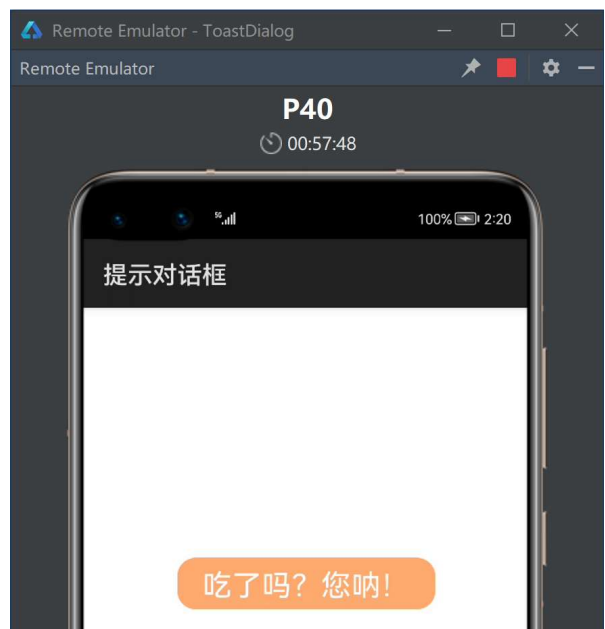 Remote Emulator - ToastDialog
Remote Emulator
P40
00:57:48
5G 100% 2:20
提示对话框
吃了吗？您呐！